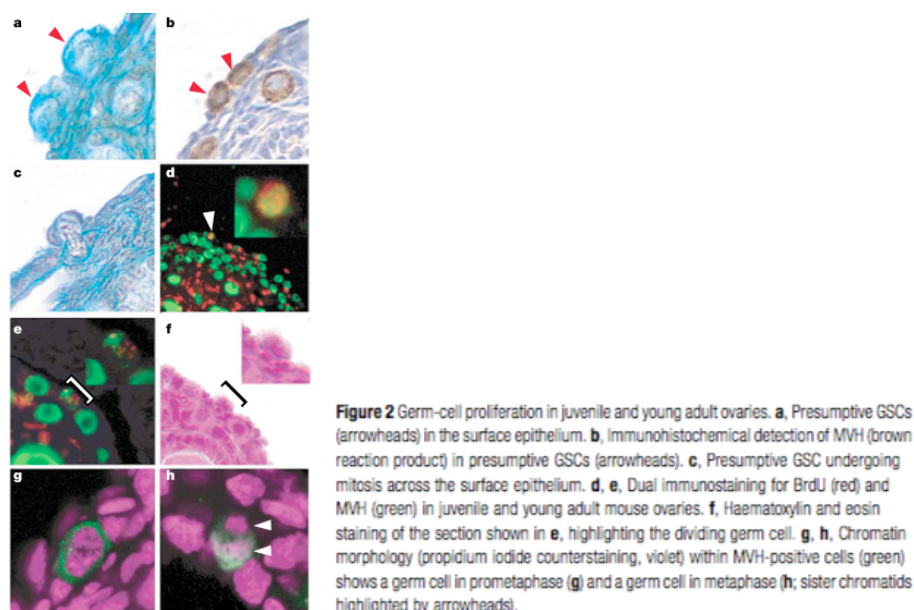 a
b
c
d
e
f
g
h
Figure 2 Germ-cell proliferation in juvenile and young adult ovaries. a, Presumptive GSCs
(arrowheads) in the surface epithelium. b, Immunohistochemical detection of MVH (brown
reaction product) in presumptive GSCs (arrowheads). c, Presumptive GSC undergoing
mitosis across the surface epithelium. d, e, Dual immunostaining for BrdU (red) and
MVH (green) in juvenile and young adult mouse ovaries. f, Haematoxylin and eosin
staining of the section shown in e, highlighting the dividing germ cell. g, h, Chromatin
morphology (propidium iodide counterstaining, violet) within MVH-positive cells (green)
shows a germ cell in prometaphase (g) and a germ cell in metaphase (h; sister chromatids
highlighted by arrowheads).